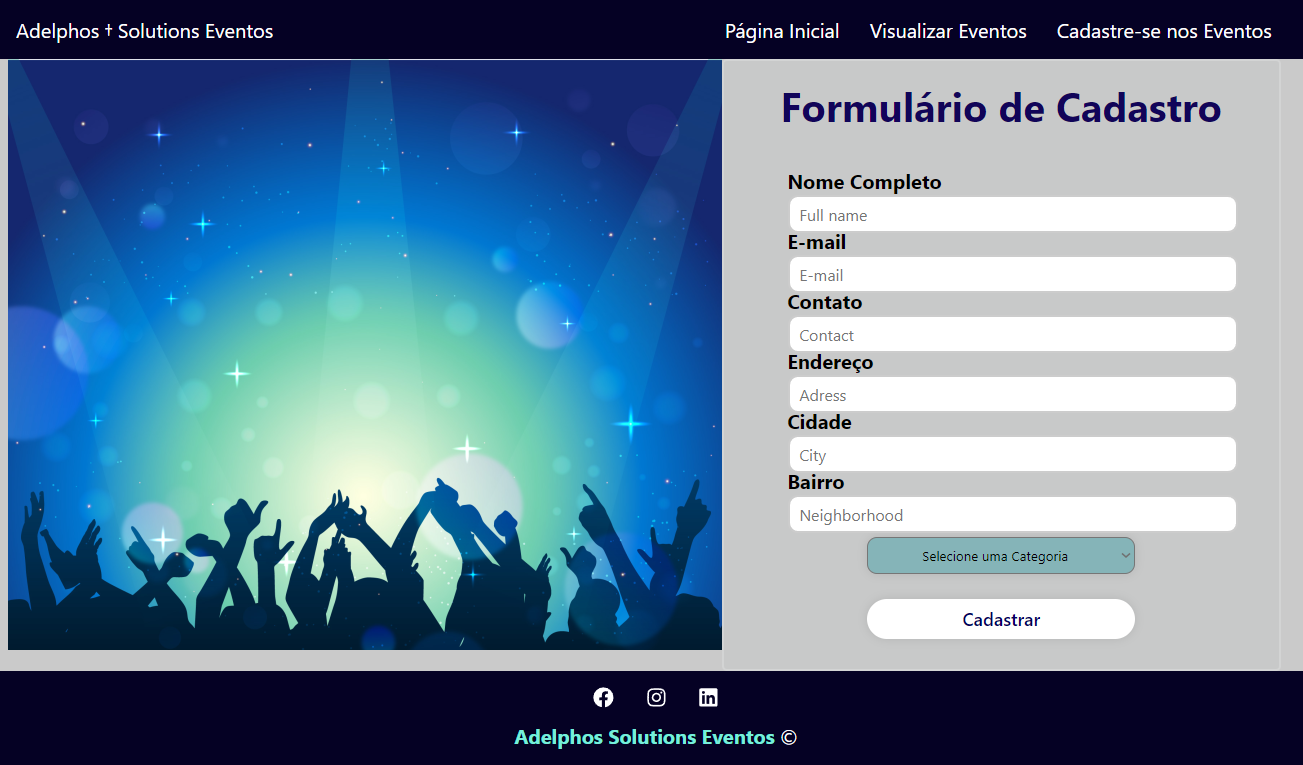 Adelphos † Solutions Eventos
Página Inicial
Visualizar Eventos
Cadastre-se nos Eventos
Formulário de Cadastro
Nome Completo
Full name
E-mail
E-mail
Contato
Contact
Endereço
Adress
Cidade
City
Bairro
Neighborhood
Selecione uma Categoria
Cadastrar
Adelphos Solutions Eventos ©